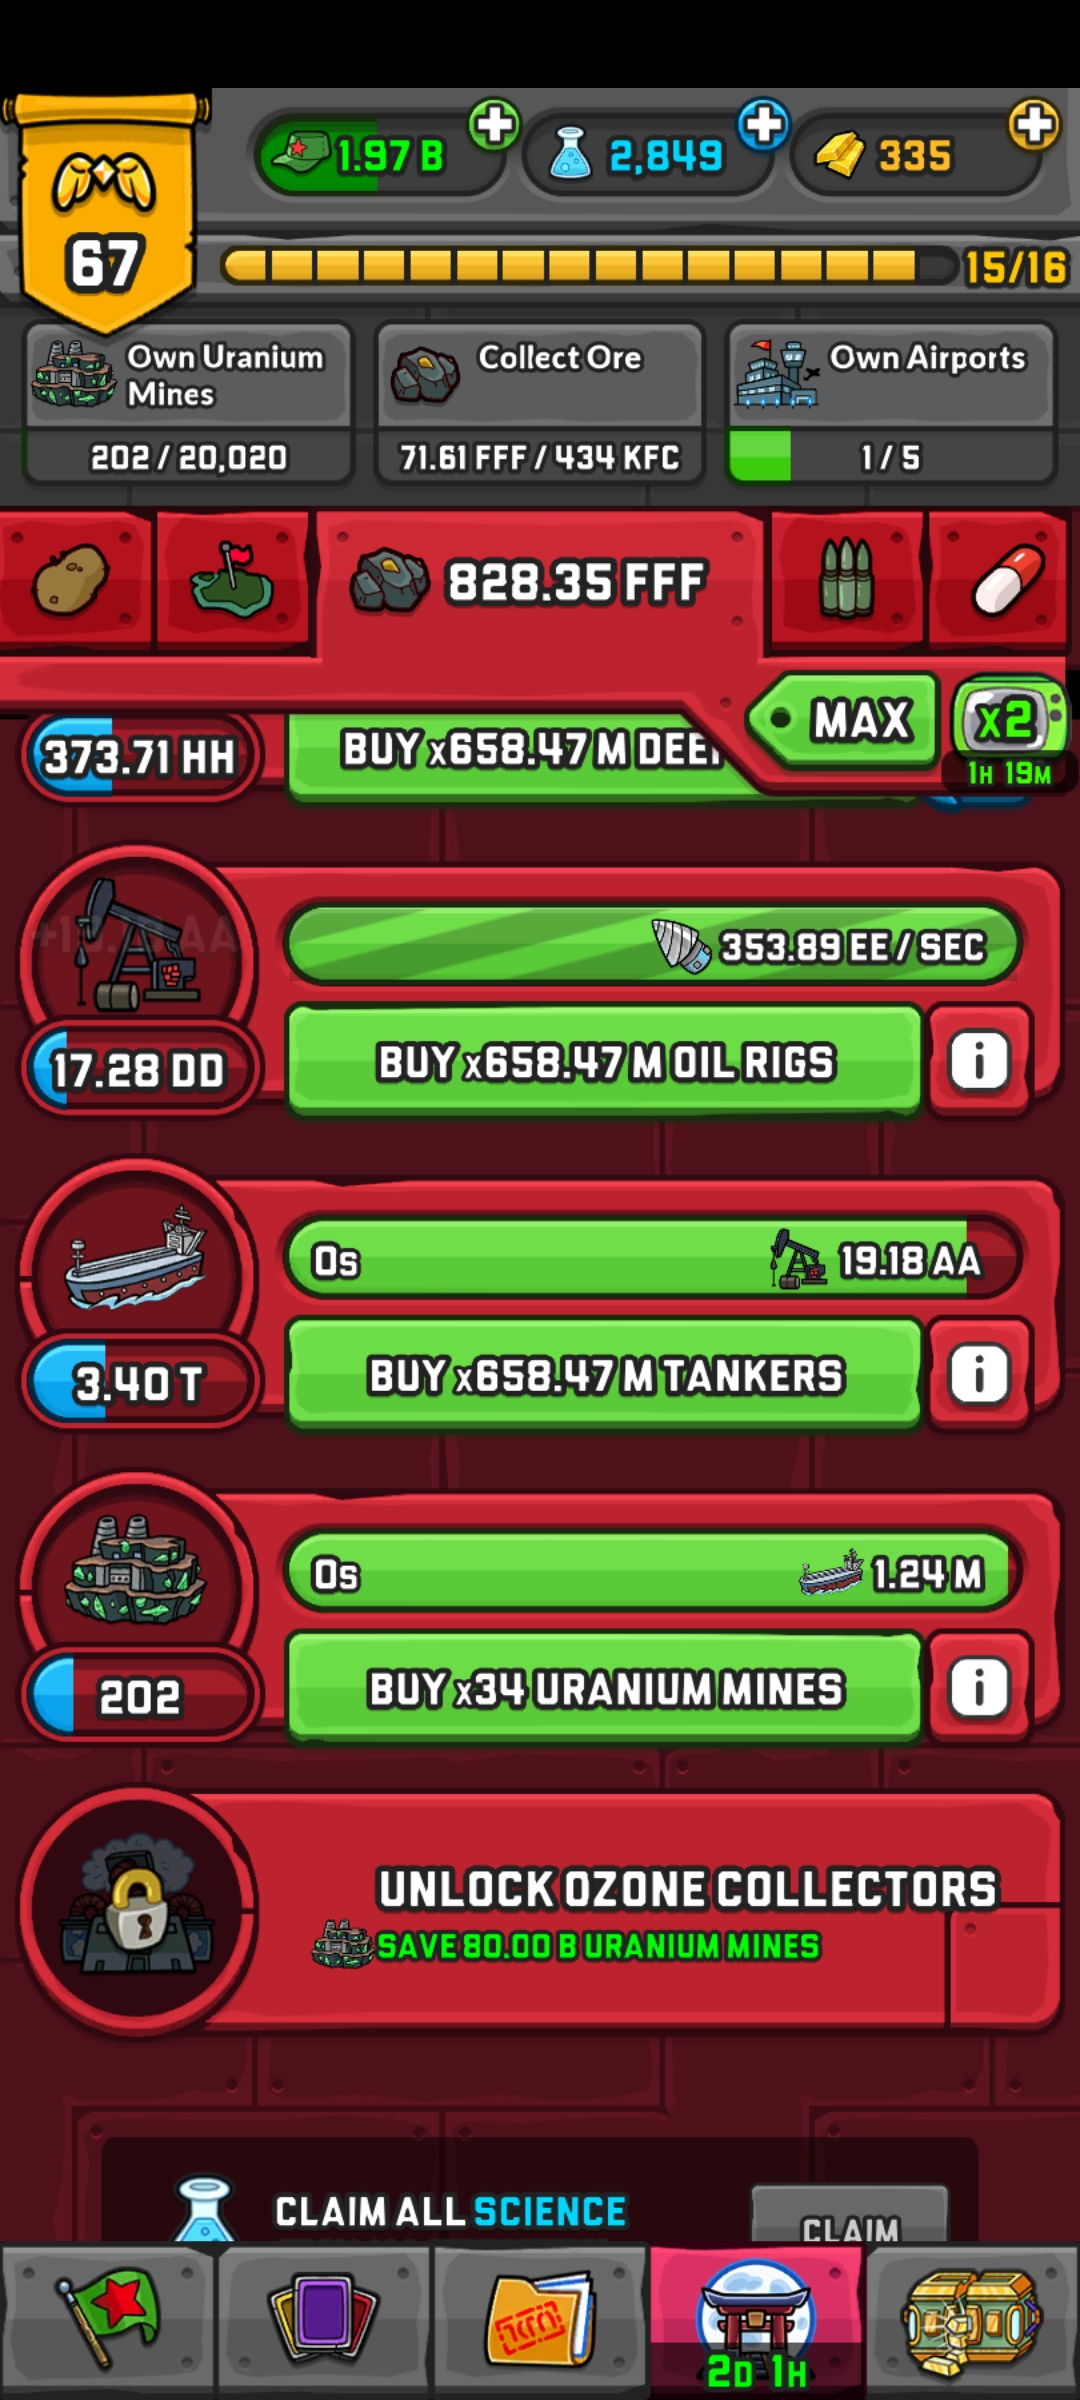 1.97 B
2,849
335
67
15/16
Own Uranium
Mines
202 / 20,020
Collect Ore
71.61 FFF / 434 KFC
Own Airports
1 / 5
828.35 FFF
MAX
x2
1H 19M
373.71 HH
BUY x658.47 M
353.89 EE / SEC
17.28 DD
BUY x658.47 M OIL RIGS
i
0s
19.18 AA
3.40 T
BUY x658.47 M TANKERS
i
0s
1.24 M
202
BUY x34 URANIUM MINES
i
UNLOCK OZONE COLLECTORS
SAVE 80.00 B URANIUM MINES
CLAIM ALL SCIENCE
CLAIM
2D 1H